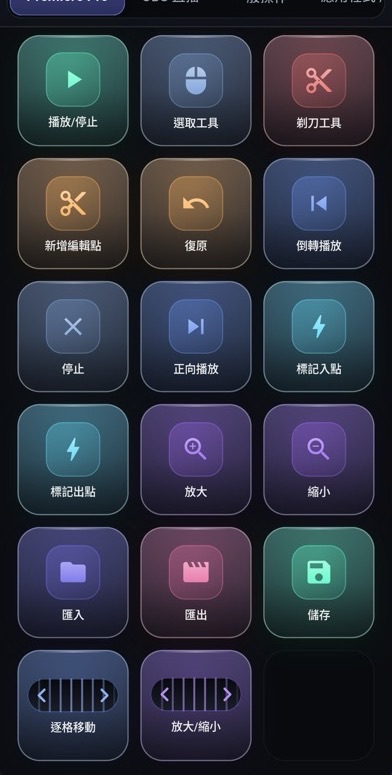 播放/停止
選取工具
剃刀工具
新增編輯點
復原
倒轉播放
停止
正向播放
標記入點
標記出點
放大
縮小
匯入
匯出
儲存
逐格移動
放大/縮小